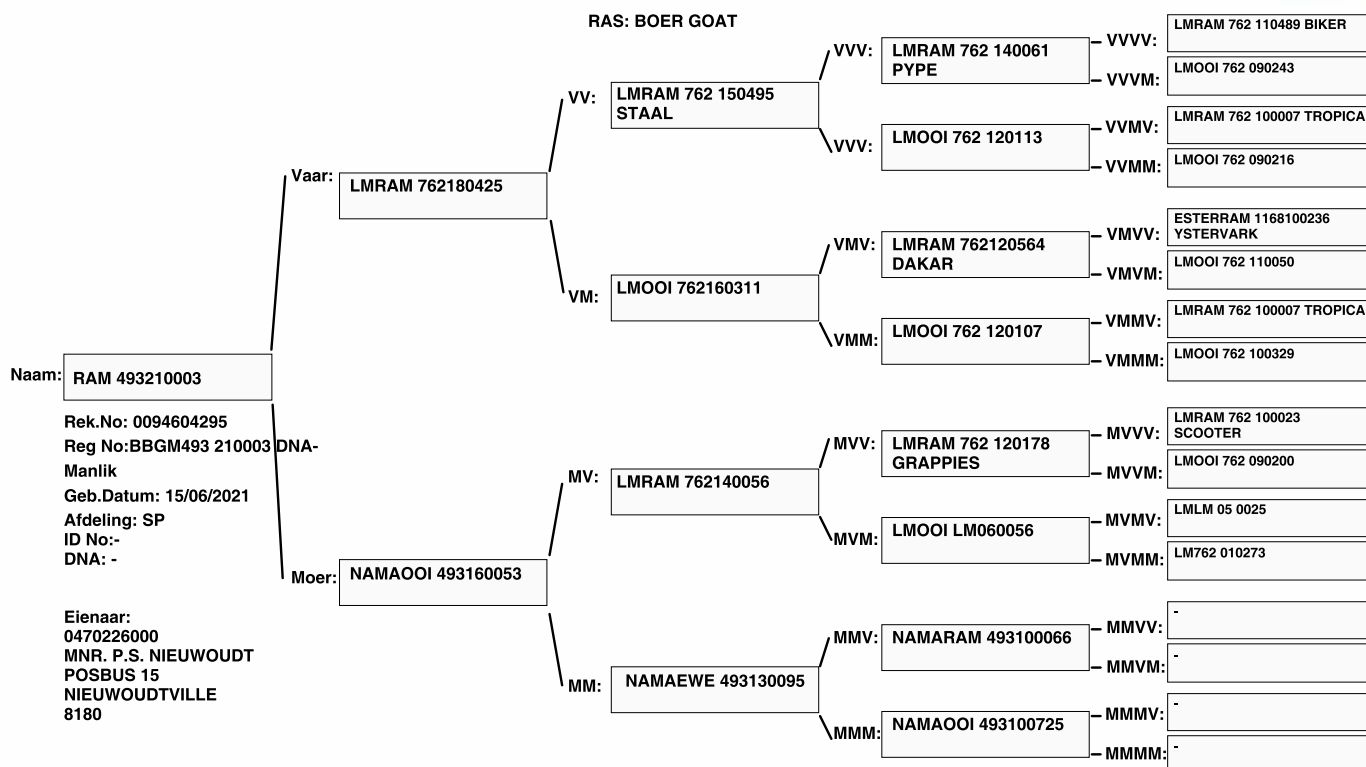 RAS: BOER GOAT
Naam:
RAM 493210003
Rek.No: 0094604295
Reg No:BBGM493 210003 DNA-
Manlik
Geb.Datum: 15/06/2021
Afdeling: SP
ID No:-
DNA: -
Eienaar:
0470226000
MNR. P.S. NIEUWOUDT
POSBUS 15
NIEUWOUDTVILLE
8180
Vaar:
LMRAM 762180425
Moer:
NAMAOOI 493160053
VV:
LMRAM 762 150495
STAAL
VM:
LMOOI 762160311
MV:
LMRAM 762140056
MM:
NAMAEWE 493130095
VVV:
LMRAM 762 140061
PYPE
VVV:
LMOOI 762 120113
VMV:
LMRAM 762120564
DAKAR
VMM:
LMOOI 762 120107
MVV:
LMRAM 762 120178
GRAPPIES
MVM:
LMOOI LM060056
MMV:
NAMARAM 493100066
MMM:
NAMAOOI 493100725
VVVV:
LMRAM 762 110489 BIKER
VVVM:
LMOOI 762 090243
VVMV:
LMRAM 762 100007 TROPICA
VVMM:
LMOOI 762 090216
VMVV:
ESTERRAM 1168100236
YSTERVARK
VMVM:
LMOOI 762 110050
VMMV:
LMRAM 762 100007 TROPICA
VMMM:
LMOOI 762 100329
MVVV:
LMRAM 762 100023
SCOOTER
MVVM:
LMOOI 762 090200
MVMV:
LMLM 05 0025
MVMM:
LM762 010273
MMVV:
-
MMVM:
-
MMMV:
-
MMMM:
-